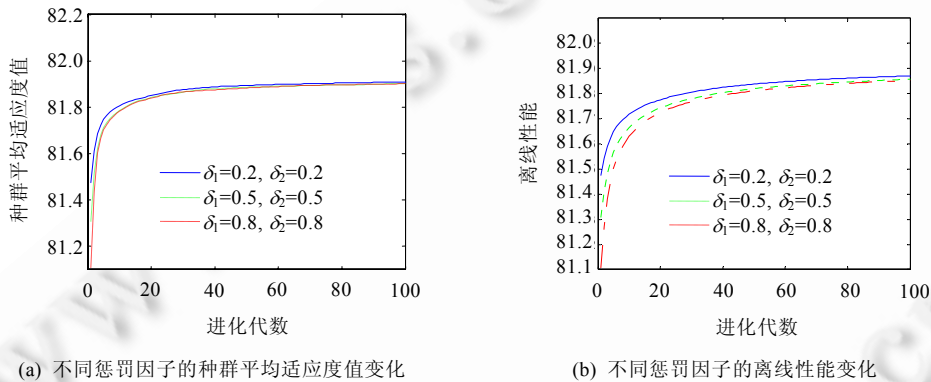 82.2
82.0
81.8
81.6
81.4
81.2
种群平均适应度值
δ1=0.2, δ2=0.2
δ1=0.5, δ2=0.5
δ1=0.8, δ2=0.8
0 20 40 60 80 100
进化代数
(a) 不同惩罚因子的种群平均适应度值变化
82.0
81.9
81.8
81.7
81.6
81.5
81.4
81.3
81.2
81.1
离线性能
δ1=0.2, δ2=0.2
δ1=0.5, δ2=0.5
δ1=0.8, δ2=0.8
0 20 40 60 80 100
进化代数
(b) 不同惩罚因子的离线性能变化